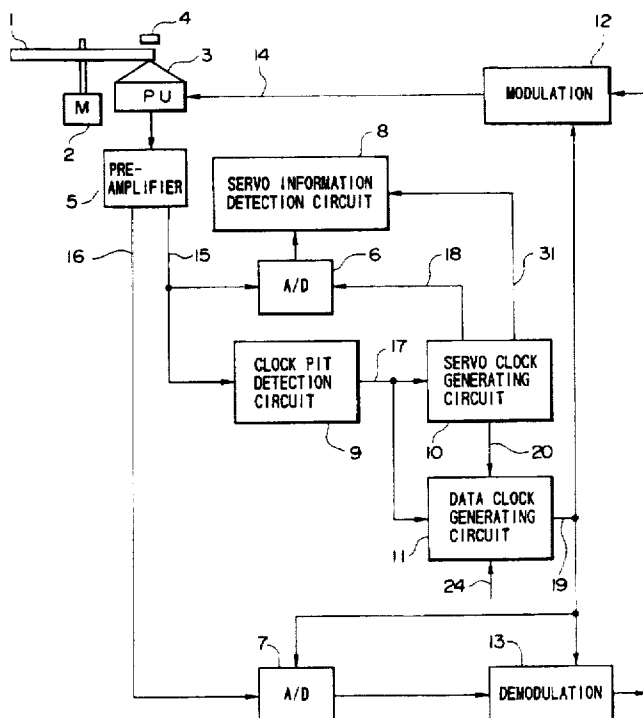 1
4
3
14
12
PU
M
MODULATION
2
8
PRE-
AMPLIFIER
5
SERVO INFORMATION
DETECTION CIRCUIT
16
15
6
18
31
A/D
CLOCK PIT
DETECTION
CIRCUIT
17
SERVO CLOCK
GENERATING
CIRCUIT
9
10
20
DATA CLOCK
GENERATING
CIRCUIT
11
24
19
7
13
A/D
DEMODULATION